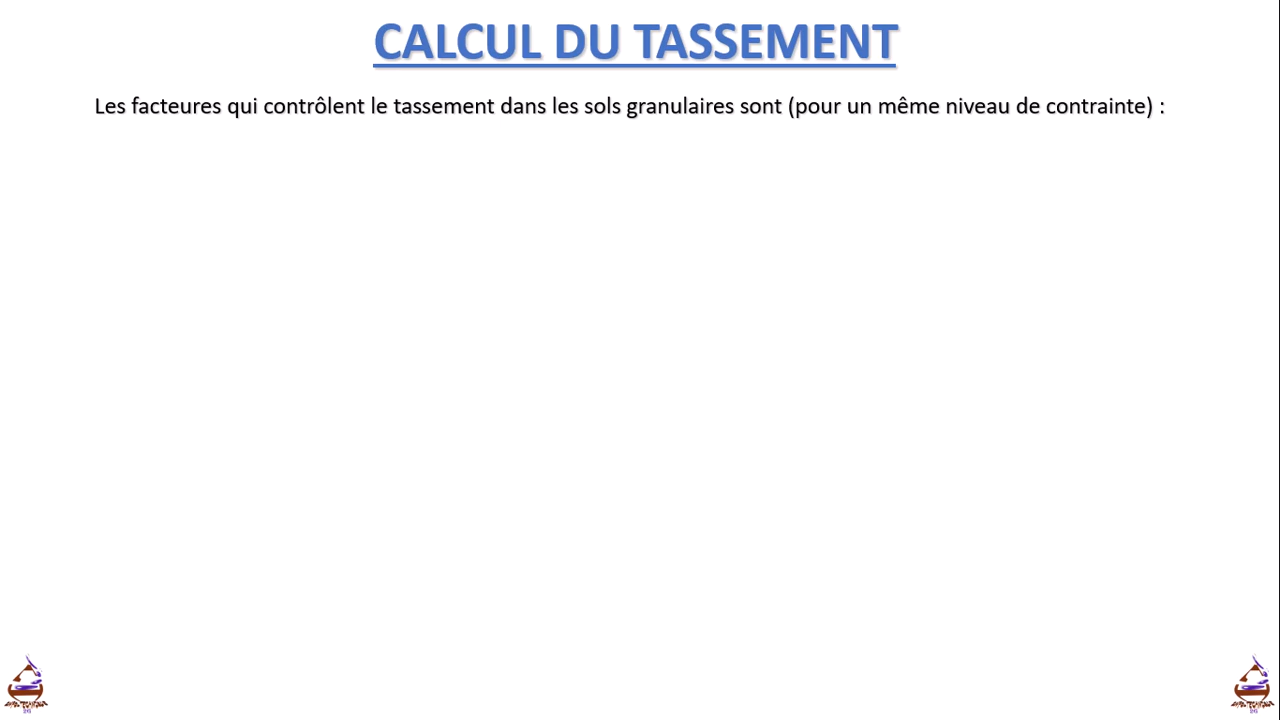 CALCUL DU TASSEMENT
Les facteures qui contrôlent le tassement dans les sols granulaires sont (pour un même niveau de contrainte) :